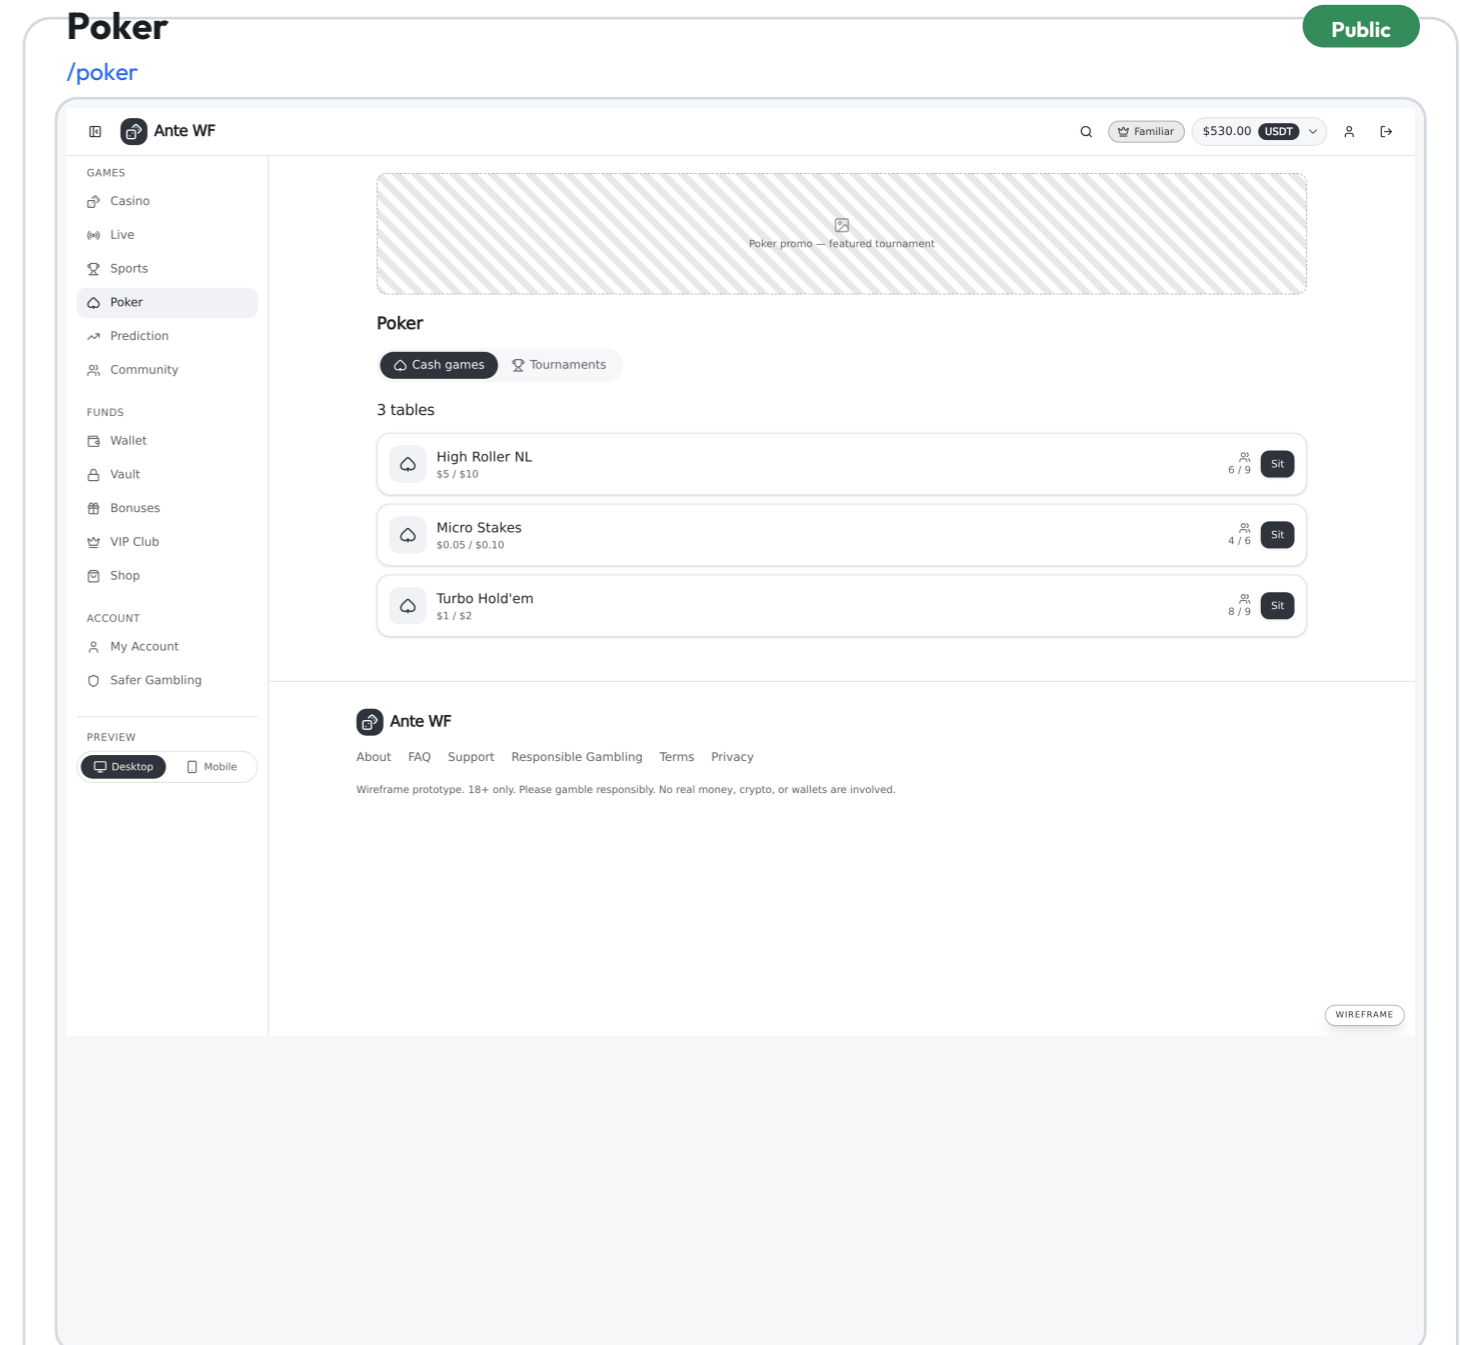 Poker
Public
/poker
Ante WF
Familiar
$530.00 USDT
GAMES
Casino
Live
Sports
Poker
Prediction
Community
FUNDS
Wallet
Vault
Bonuses
VIP Club
Shop
ACCOUNT
My Account
Safer Gambling
PREVIEW
Desktop Mobile
Poker promo — featured tournament
Poker
Cash games Tournaments
3 tables
High Roller NL
$5 / $10
6 / 9
Sit
Micro Stakes
$0.05 / $0.10
4 / 6
Sit
Turbo Hold'em
$1 / $2
8 / 9
Sit
Ante WF
About FAQ Support Responsible Gambling Terms Privacy
Wireframe prototype. 18+ only. Please gamble responsibly. No real money, crypto, or wallets are involved.
WIREFRAME